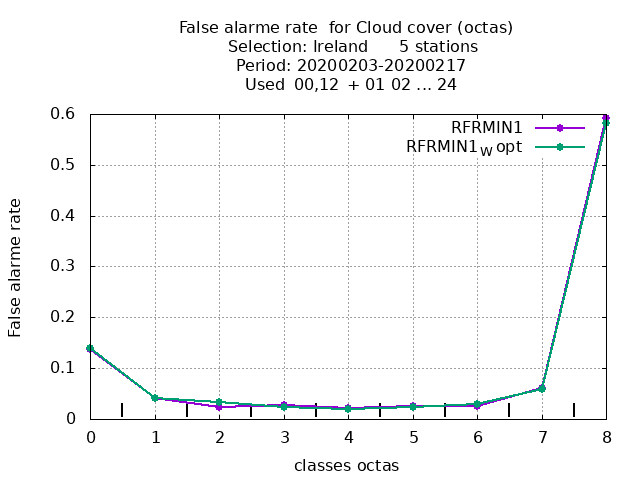 False alarme rate  for Cloud cover (octas)
Selection: Ireland      5 stations
Period: 20200203-20200217
Used  00,12  + 01 02 ... 24
RFRMIN1
RFRMIN1W opt
0.6
0.5
0.4
0.3
0.2
0.1
0
False alarme rate
0 1 2 3 4 5 6 7 8
classes octas